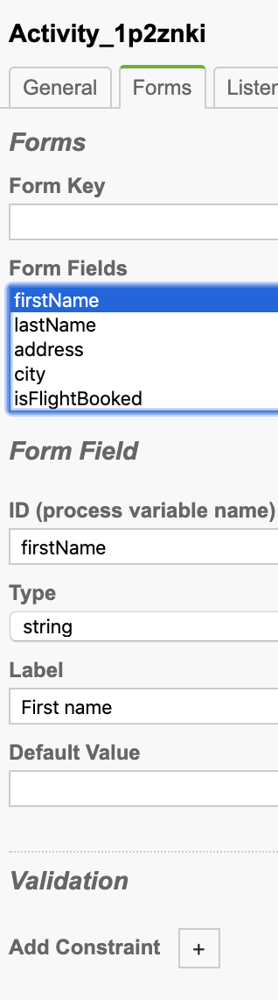 Activity_1p2znki
General Forms
Forms
Form Key
Form Fields
firstName
lastName
address
city
isFlightBooked
Form Field
ID (process variable name)
firstName
Type
string
Label
First name
Default Value
Validation
Add Constraint +